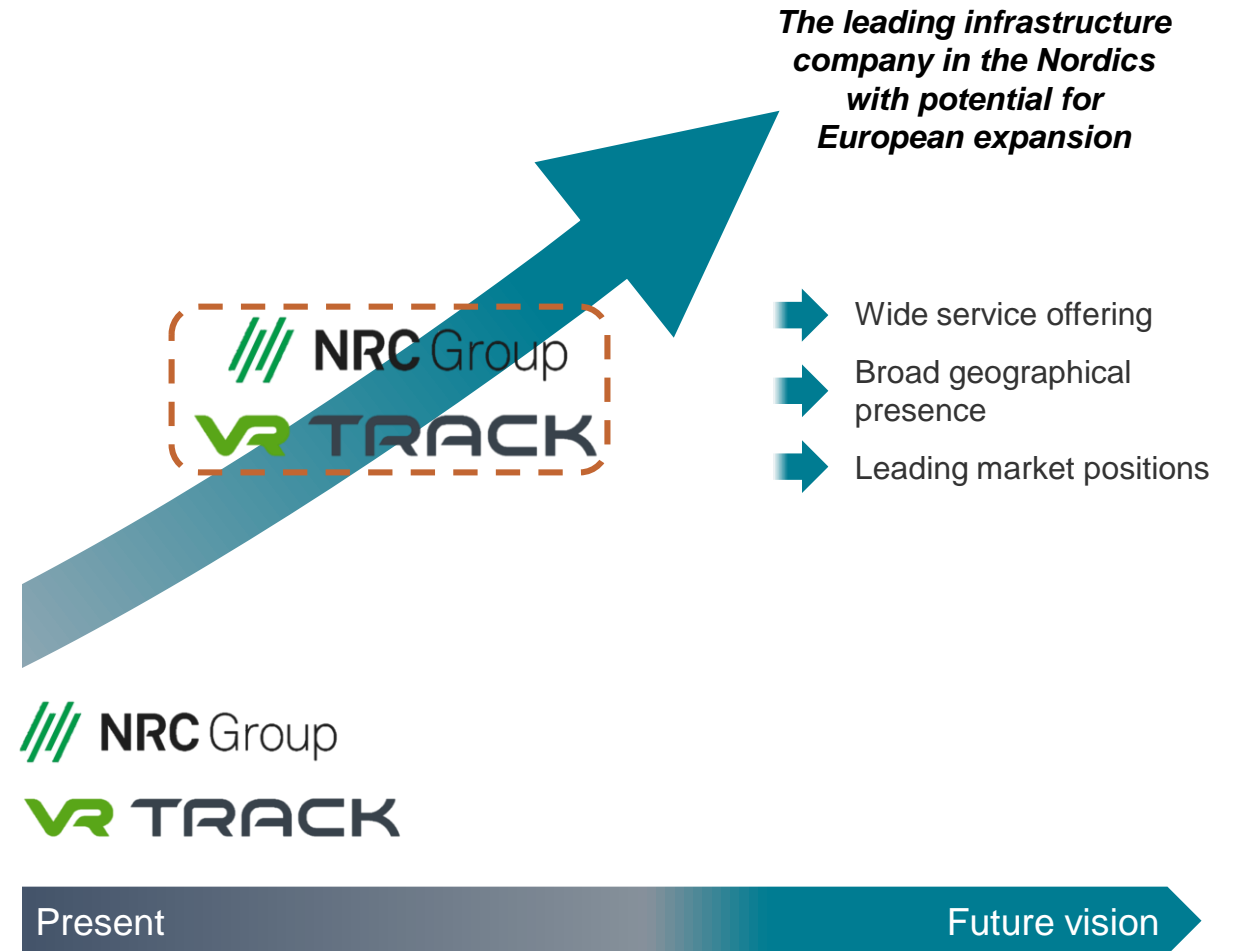 The leading infrastructure
company in the Nordics
with potential for
European expansion
NRC Group
VR TRACK
Wide service offering
Broad geographical
presence
Leading market positions
NRC Group
VR TRACK
Present
Future vision